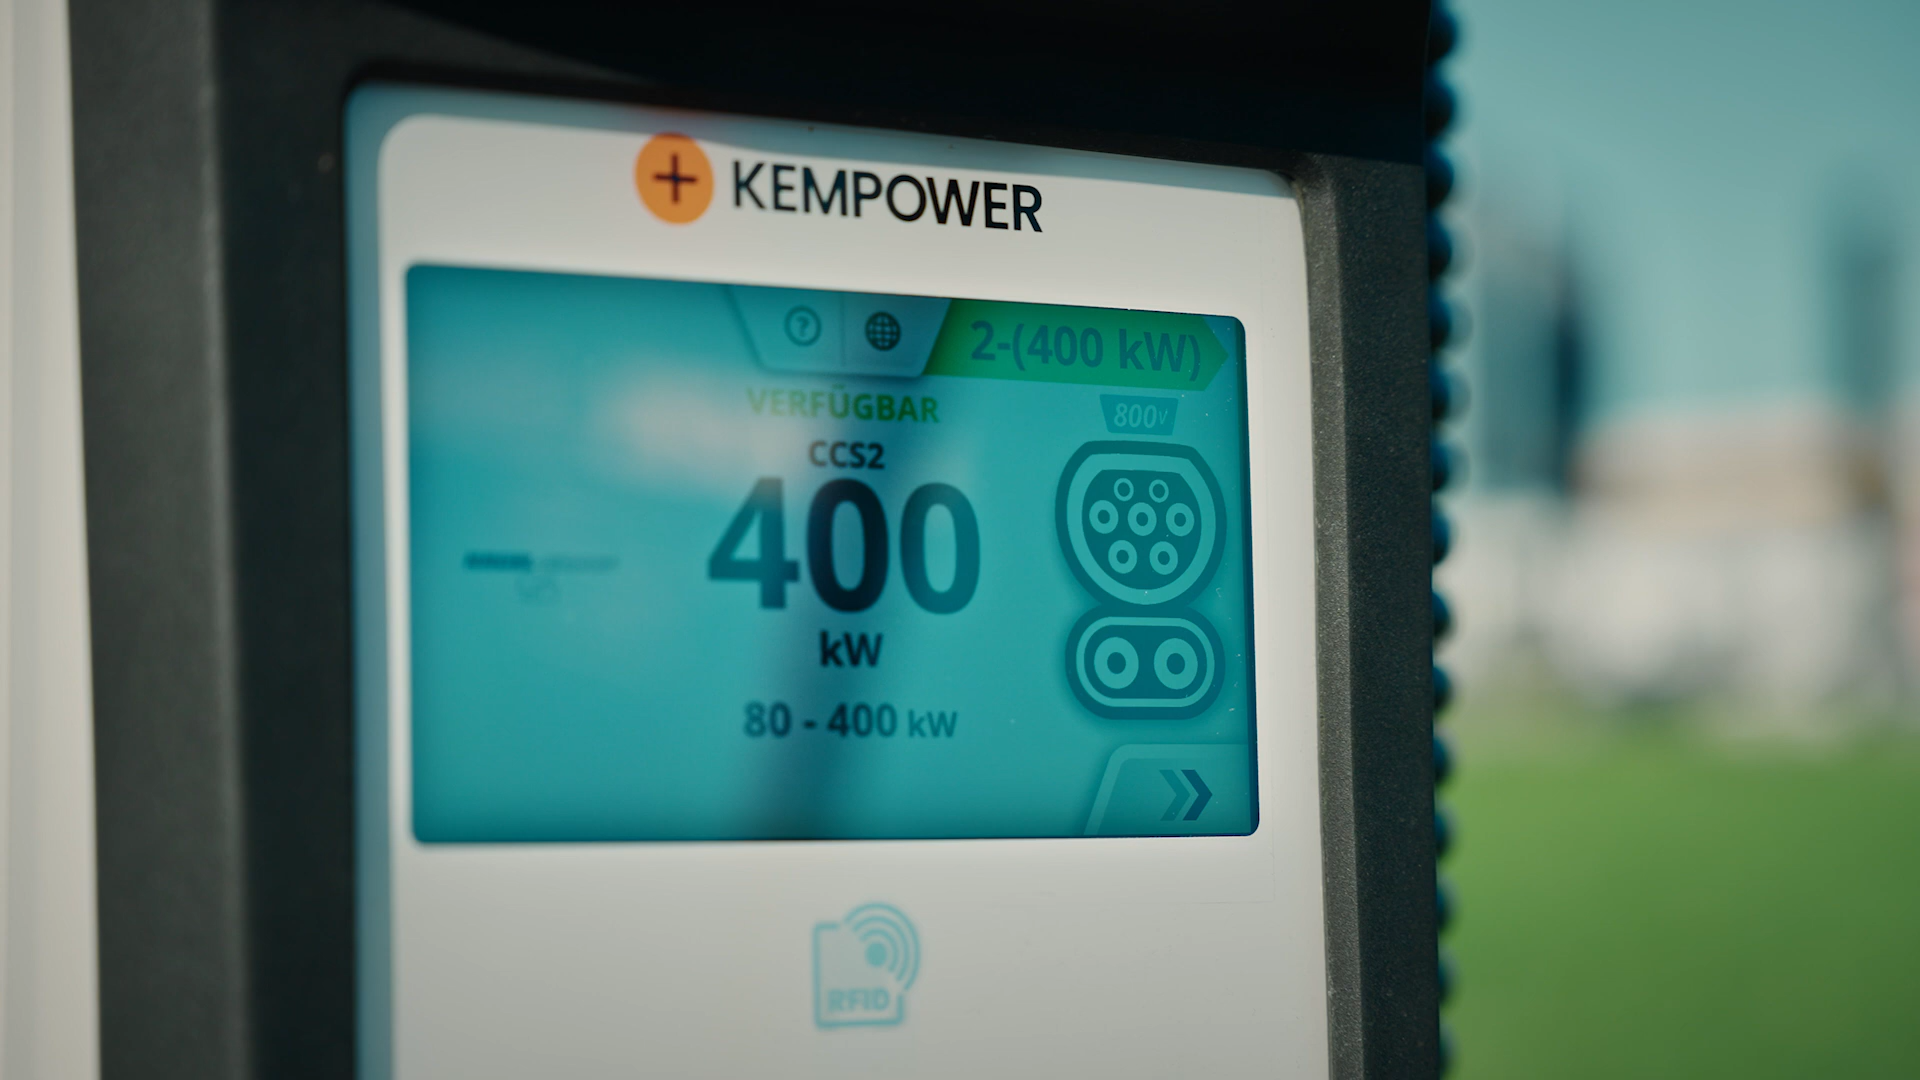 KEMPOWER
?
2-(400 kW)
VERFÜGBAR
800V
CCS2
400
kW
80 - 400 kW
RFID